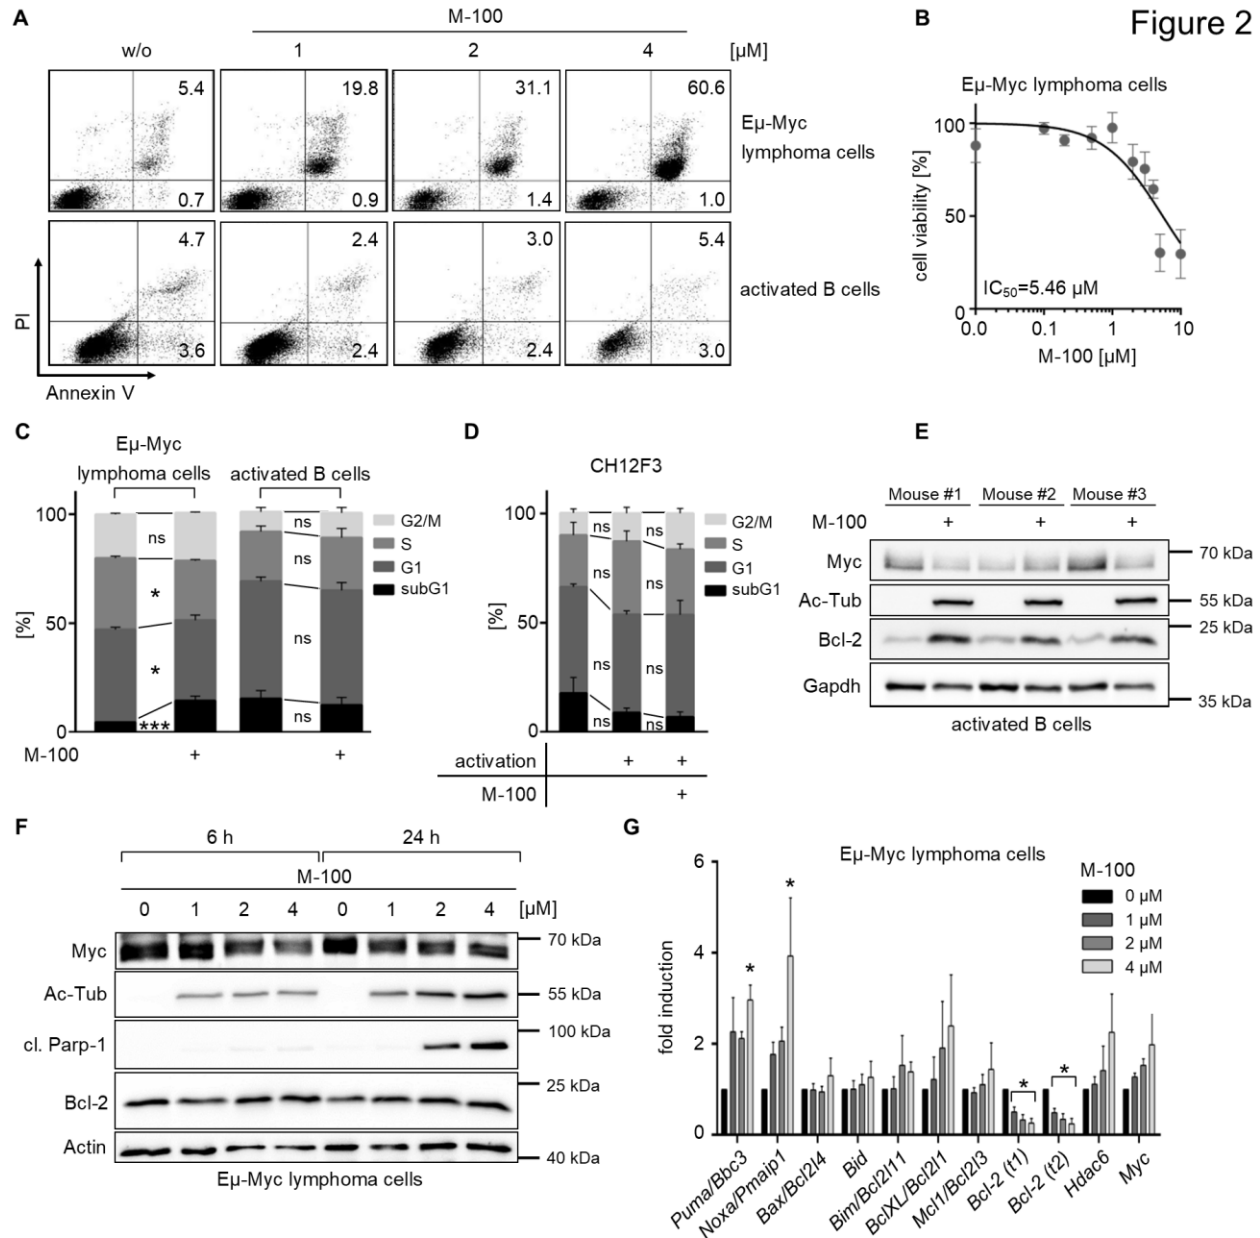 Figure 2
A
M-100
w/o 1 2 4 [µM]
5.4 19.8 31.1 60.6
Eµ-Myc
lymphoma cells
0.7 0.9 1.4 1.0
4.7 2.4 3.0 5.4
activated B cells
3.6 2.4 2.4 3.0
PI
Annexin V
B
Eµ-Myc lymphoma cells
cell viability [%]
100
50
0
IC50=5.46 µM
0.0 0.1 1 10
M-100 [µM]
C
Eµ-Myc
lymphoma cells activated B cells
[%]
100
50
0
ns ns
* ns
* ns
*** ns
G2/M
S
G1
subG1
M-100 + +
D
CH12F3
[%]
100
50
0
ns ns
ns ns
ns ns
ns ns
G2/M
S
G1
subG1
activation + +
M-100 +
E
Mouse #1 Mouse #2 Mouse #3
M-100 + + +
Myc 70 kDa
Ac-Tub 55 kDa
Bcl-2 25 kDa
Gapdh 35 kDa
activated B cells
F
6 h 24 h
M-100
0 1 2 4 0 1 2 4 [µM]
Myc 70 kDa
Ac-Tub 55 kDa
cl. Parp-1 100 kDa
Bcl-2 25 kDa
Actin 40 kDa
Eµ-Myc lymphoma cells
G
Eµ-Myc lymphoma cells
fold induction
6
4
2
0
* * * *
M-100
0 µM
1 µM
2 µM
4 µM
Puma/Bbc3
Noxa/Pmaip1
Bax/Bcl2l4
Bid
Bim/Bcl2l11
BclXL/Bcl2l1
Mcl1/Bcl2l3
Bcl-2 (t1)
Bcl-2 (t2)
Hdac6
Myc